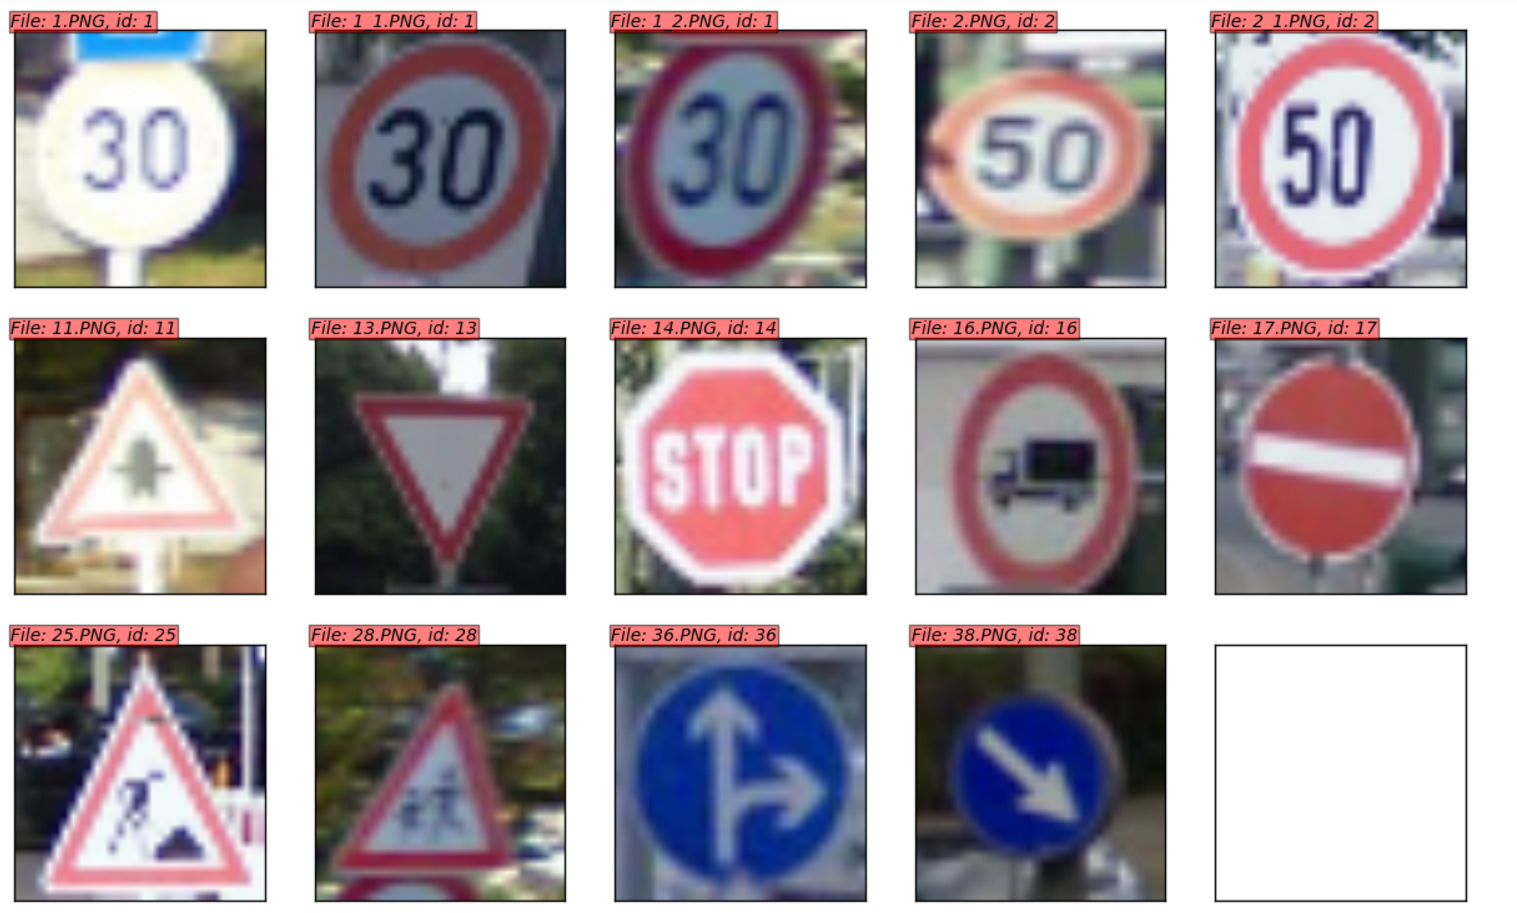 File: 1.PNG, id: 1
File: 1_1.PNG, id: 1
File: 1_2.PNG, id: 1
File: 2.PNG, id: 2
File: 2_1.PNG, id: 2
30
30
30
50
50
File: 11.PNG, id: 11
File: 13.PNG, id: 13
File: 14.PNG, id: 14
File: 16.PNG, id: 16
File: 17.PNG, id: 17
STOP
File: 25.PNG, id: 25
File: 28.PNG, id: 28
File: 36.PNG, id: 36
File: 38.PNG, id: 38